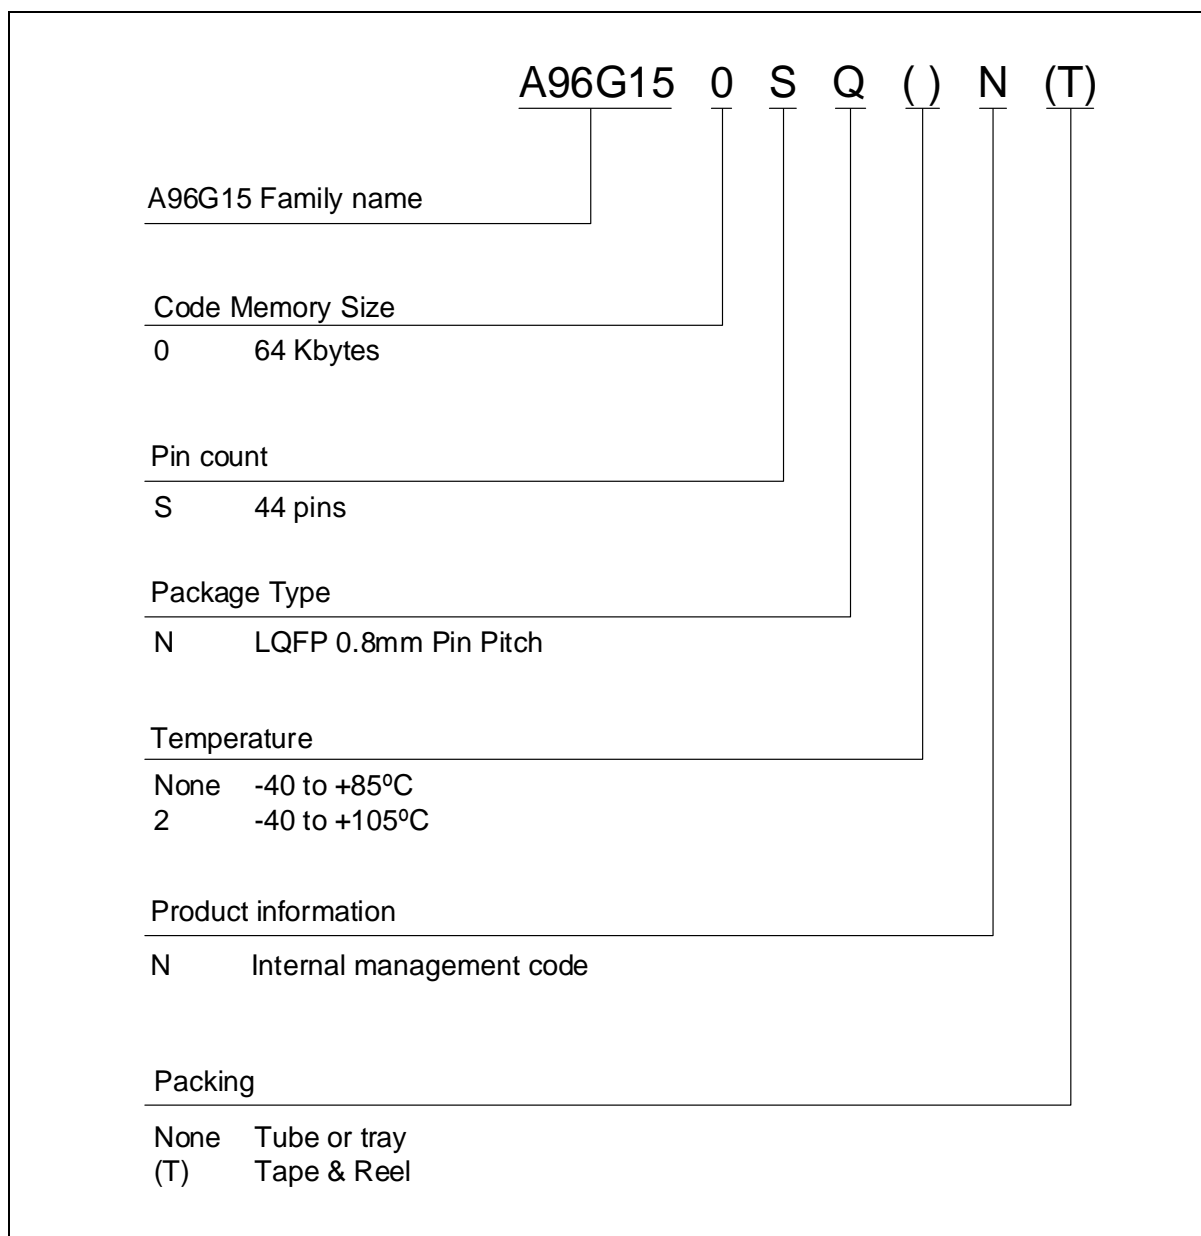 A96G15 0 S Q ( ) N (T)
A96G15 Family name
Code Memory Size
0 64 Kbytes
Pin count
S 44 pins
Package Type
N LQFP 0.8mm Pin Pitch
Temperature
None -40 to +85ºC
2 -40 to +105ºC
Product information
N Internal management code
Packing
None Tube or tray
(T) Tape & Reel